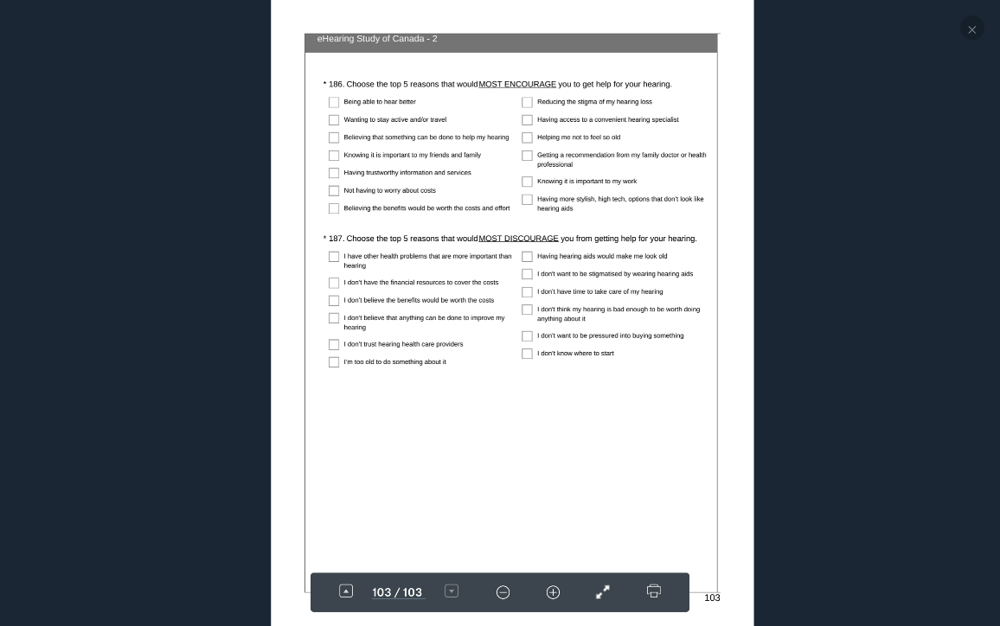 eHearing Study of Canada - 2
* 186. Choose the top 5 reasons that would MOST ENCOURAGE you to get help for your hearing.
Being able to hear better
Wanting to stay active and/or travel
Believing that something can be done to help my hearing
Knowing it is important to my friends and family
Having trustworthy information and services
Not having to worry about costs
Believing the benefits would be worth the costs and effort
Reducing the stigma of my hearing loss
Having access to a convenient hearing specialist
Helping me not to feel so old
Getting a recommendation from my family doctor or health
professional
Knowing it is important to my work
Having more stylish, high tech, options that don't look like
hearing aids
* 187. Choose the top 5 reasons that would MOST DISCOURAGE you from getting help for your hearing.
I have other health problems that are more important than
hearing
I don't have the financial resources to cover the costs
I don't believe the benefits would be worth the costs
I don't believe that anything can be done to improve my
hearing
I don't trust hearing health care providers
I'm too old to do something about it
Having hearing aids would make me look old
I don't want to be stigmatised by wearing hearing aids
I don't have time to take care of my hearing
I don't think my hearing is bad enough to be worth doing
anything about it
I don't want to be pressured into buying something
I don't know where to start
103 / 103
103